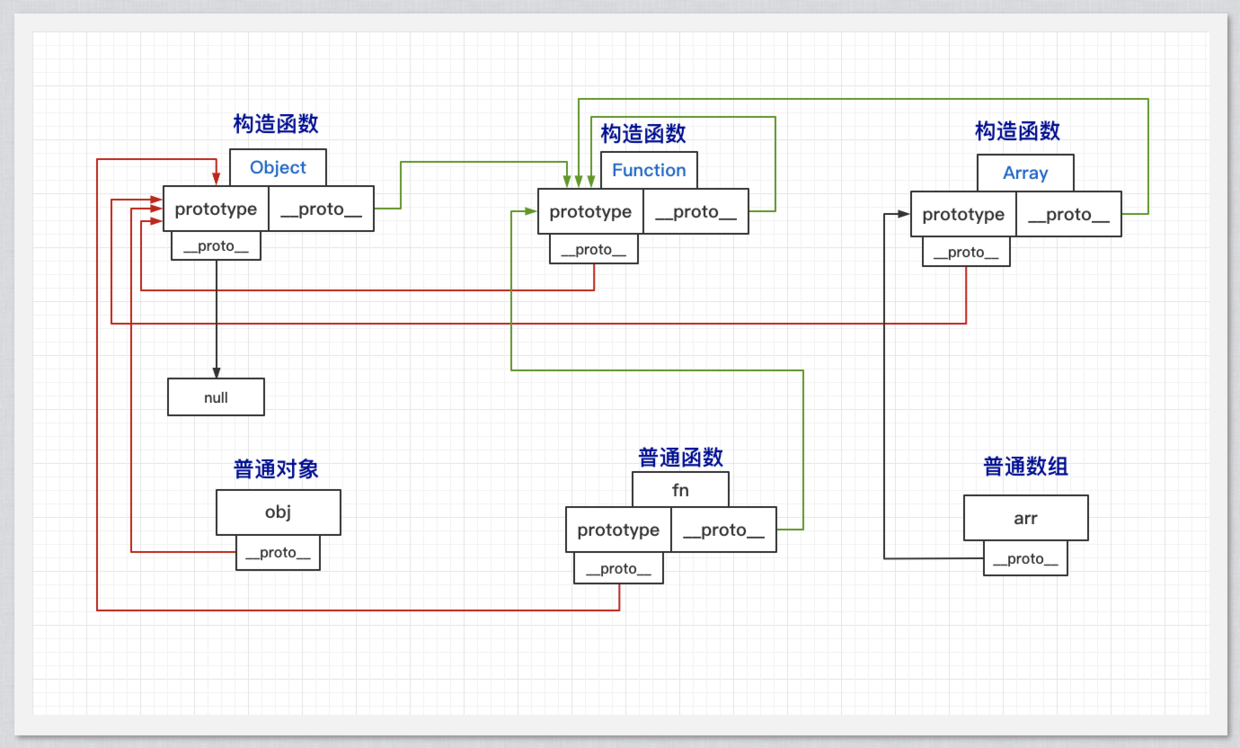 构造函数
Object
prototype
__proto__
__proto__
构造函数
Function
prototype
__proto__
__proto__
构造函数
Array
prototype
__proto__
__proto__
null
普通对象
obj
__proto__
普通函数
fn
prototype
__proto__
__proto__
普通数组
arr
__proto__